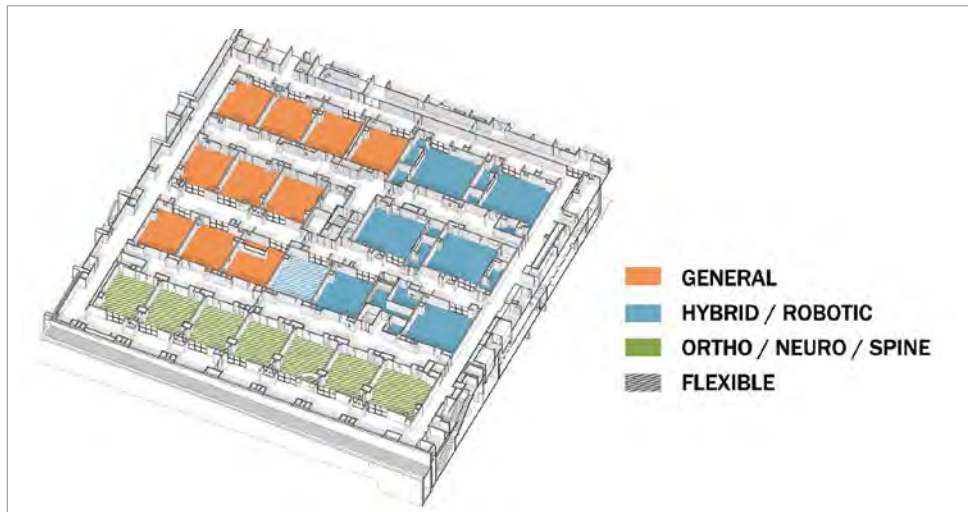 GENERAL
HYBRID / ROBOTIC
ORTHO / NEURO / SPINE
FLEXIBLE